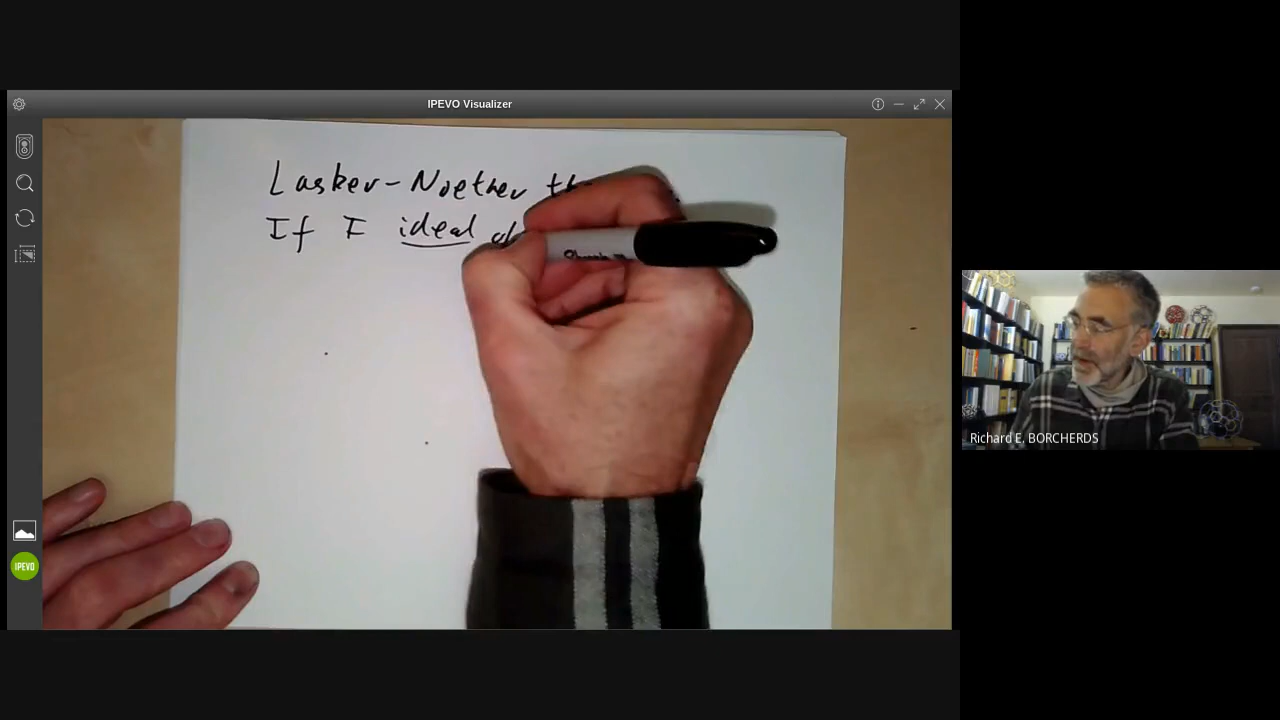 IPEVO Visualizer
Lasker-Noether
If I ideal
IPEVO
Richard E. BORCHERDS